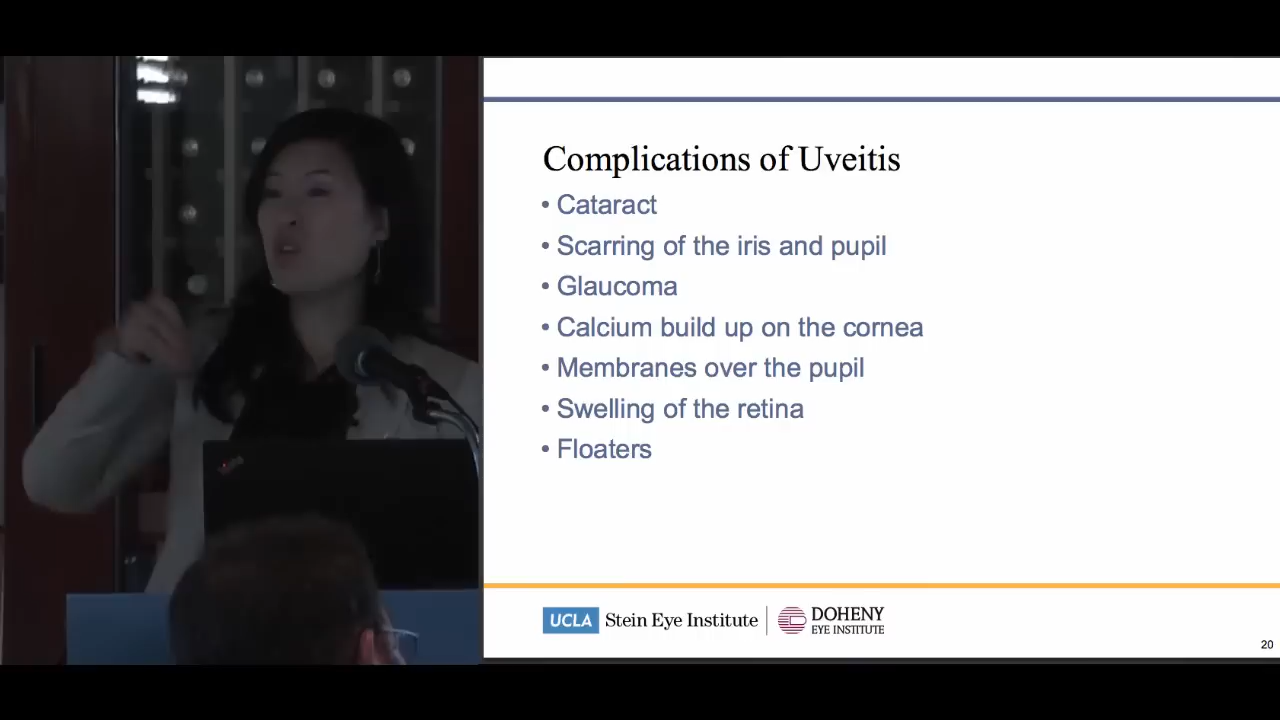 Complications of Uveitis
• Cataract
• Scarring of the iris and pupil
• Glaucoma
• Calcium build up on the cornea
• Membranes over the pupil
• Swelling of the retina
• Floaters
UCLA Stein Eye Institute
DOHENY
EYE INSTITUTE
20